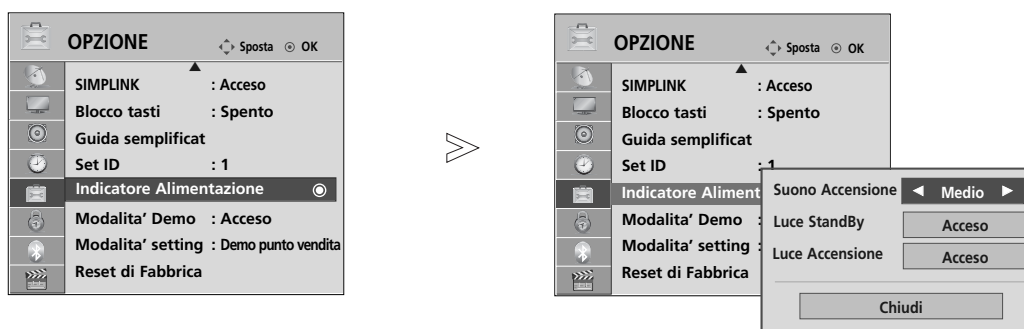 OPZIONE Sposta OK
SIMPLINK : Acceso
Blocco tasti : Spento
Guida semplificat
Set ID : 1
Indicatore Alimentazione
Modalita' Demo : Acceso
Modalita' setting : Demo punto vendita
Reset di Fabbrica
OPZIONE Sposta OK
SIMPLINK : Acceso
Blocco tasti : Spento
Guida semplificat
Set ID : 1
Indicatore Aliment
Modalita' Demo :
Modalita' setting :
Reset di Fabbrica
Suono Accensione ◄ Medio ►
Luce StandBy Acceso
Luce Accensione Acceso
Chiudi